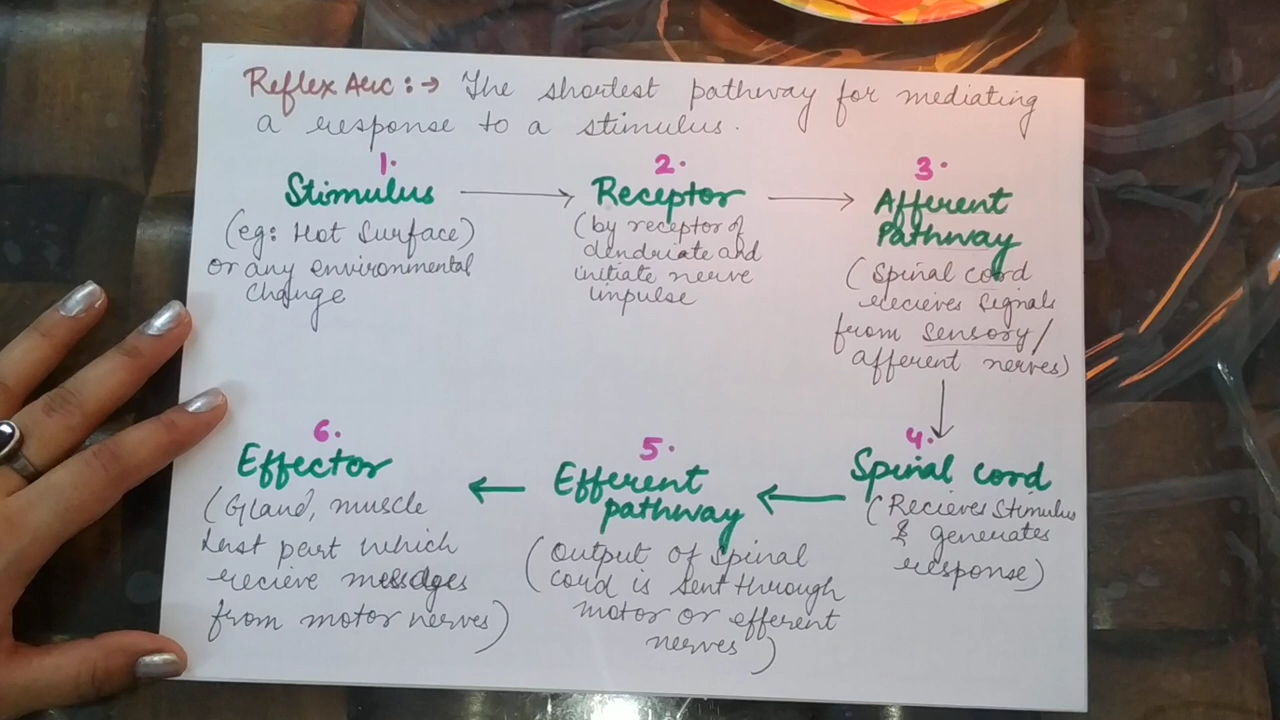 Reflex Arc :→ The shortest pathway for mediating
a response to a stimulus.
1.
Stimulus
(eg: Hot Surface)
or any environmental
change
2.
Receptor
(by receptor of
dendriate and
initiate nerve
impulse
3.
Afferent
Pathway
(Spinal cord
recieves signals
from sensory/
afferent nerves)
4.
Spinal cord
(Recieves Stimulus
& generates
response)
5.
Efferent
pathway
(Output of spinal
cord is sent through
motor or efferent
nerves)
6.
Effector
(Gland, muscle
Last part which
recieve messages
from motor nerves)